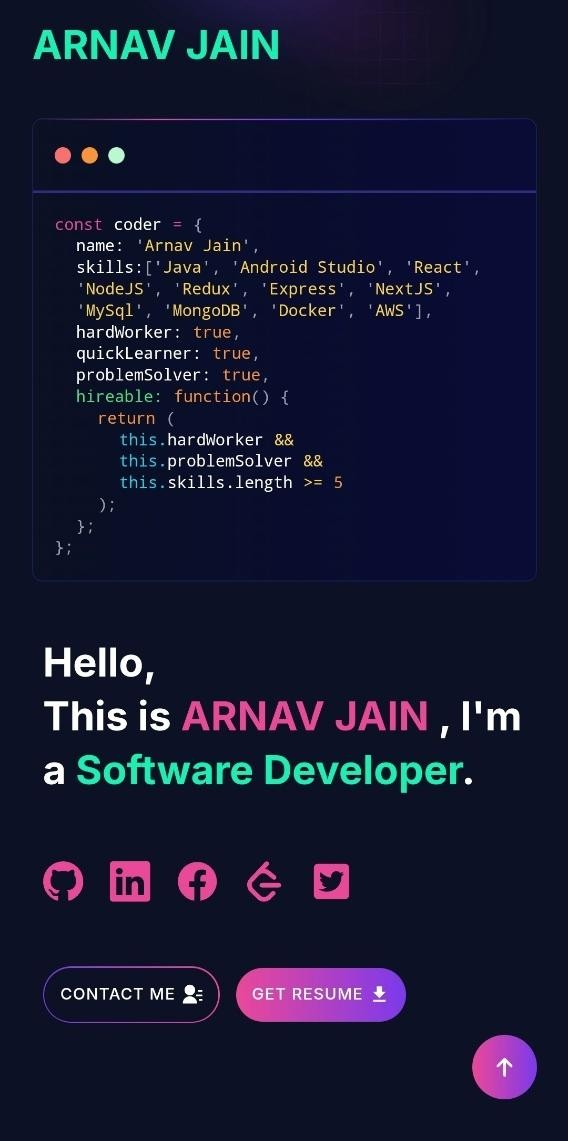 ARNAV JAIN
const coder = {
name: 'Arnav Jain',
skills:['Java', 'Android Studio', 'React',
'NodeJS', 'Redux', 'Express', 'NextJS',
'MySql', 'MongoDB', 'Docker', 'AWS'],
hardWorker: true,
quickLearner: true,
problemSolver: true,
hireable: function() {
return (
this.hardWorker &&
this.problemSolver &&
this.skills.length >= 5
);
};
};
Hello,
This is ARNAV JAIN , I'm
a Software Developer.
in
CONTACT ME
GET RESUME